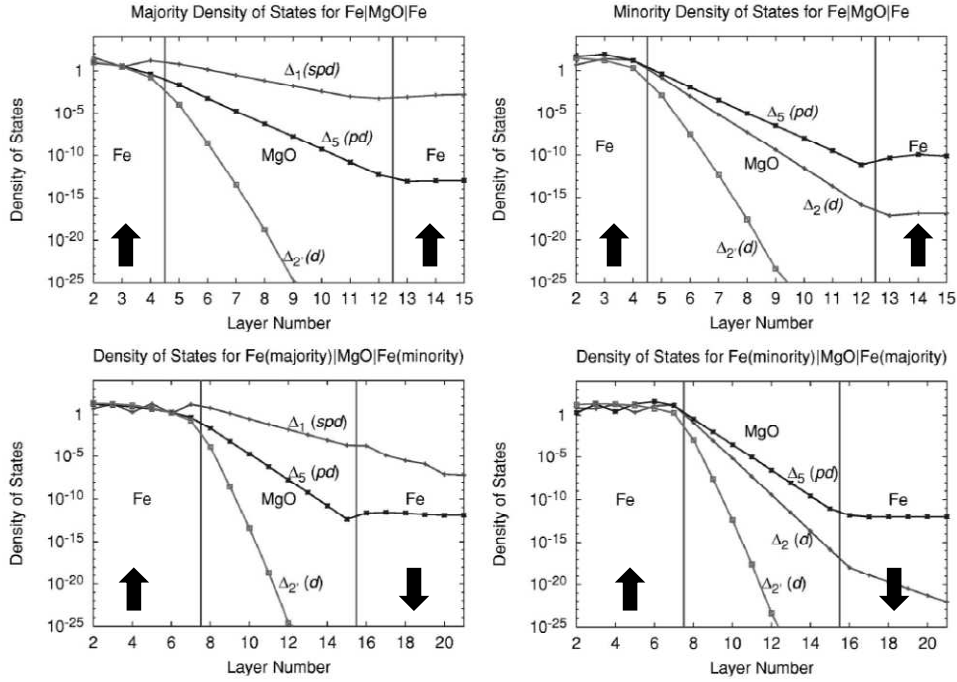 Majority Density of States for Fe|MgO|Fe
Density of States
1
10-5
10-10
10-15
10-20
10-25
Δ1(spd)
Δ5 (pd)
Fe
MgO
Fe
Δ2'(d)
2 3 4 5 6 7 8 9 10 11 12 13 14 15
Layer Number
Minority Density of States for Fe|MgO|Fe
Density of States
1
10-5
10-10
10-15
10-20
10-25
Δ5 (pd)
Fe
Fe
MgO
Δ2 (d)
Δ2'(d)
2 3 4 5 6 7 8 9 10 11 12 13 14 15
Layer Number
Density of States for Fe(majority)|MgO|Fe(minority)
Density of States
1
10-5
10-10
10-15
10-20
10-25
Δ1 (spd)
Δ5 (pd)
Fe
MgO
Fe
Δ2' (d)
2 4 6 8 10 12 14 16 18 20
Layer Number
Density of States for Fe(minority)|MgO|Fe(majority)
Density of States
1
10-5
10-10
10-15
10-20
10-25
MgO
Δ5 (pd)
Fe
Fe
Δ2 (d)
Δ2' (d)
2 4 6 8 10 12 14 16 18 20
Layer Number